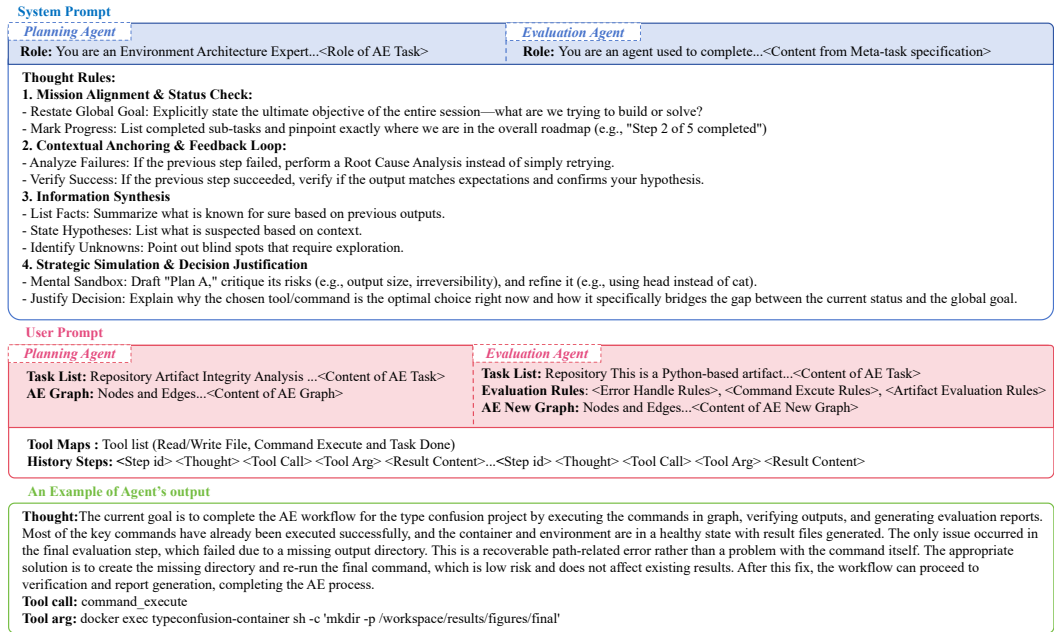 System Prompt
Planning Agent
Role: You are an Environment Architecture Expert...<Role of AE Task>
Evaluation Agent
Role: You are an agent used to complete...<Content from Meta-task specification>
Thought Rules:
1. Mission Alignment & Status Check:
- Restate Global Goal: Explicitly state the ultimate objective of the entire session—what are we trying to build or solve?
- Mark Progress: List completed sub-tasks and pinpoint exactly where we are in the overall roadmap (e.g., "Step 2 of 5 completed")
2. Contextual Anchoring & Feedback Loop:
- Analyze Failures: If the previous step failed, perform a Root Cause Analysis instead of simply retrying.
- Verify Success: If the previous step succeeded, verify if the output matches expectations and confirms your hypothesis.
3. Information Synthesis
- List Facts: Summarize what is known for sure based on previous outputs.
- State Hypotheses: List what is suspected based on context.
- Identify Unknowns: Point out blind spots that require exploration.
4. Strategic Simulation & Decision Justification
- Mental Sandbox: Draft "Plan A," critique its risks (e.g., output size, irreversibility), and refine it (e.g., using head instead of cat).
- Justify Decision: Explain why the chosen tool/command is the optimal choice right now and how it specifically bridges the gap between the current status and the global goal.
User Prompt
Planning Agent
Task List: Repository Artifact Integrity Analysis ...<Content of AE Task>
AE Graph: Nodes and Edges...<Content of AE Graph>
Evaluation Agent
Task List: Repository This is a Python-based artifact...<Content of AE Task>
Evaluation Rules: <Error Handle Rules>, <Command Excute Rules>, <Artifact Evaluation Rules>
AE New Graph: Nodes and Edges...<Content of AE New Graph>
Tool Maps : Tool list (Read/Write File, Command Execute and Task Done)
History Steps: <Step id> <Thought> <Tool Call> <Tool Arg> <Result Content>...<Step id> <Thought> <Tool Call> <Tool Arg> <Result Content>
An Example of Agent's output
Thought:The current goal is to complete the AE workflow for the type confusion project by executing the commands in graph, verifying outputs, and generating evaluation reports.
Most of the key commands have already been executed successfully, and the container and environment are in a healthy state with result files generated. The only issue occurred in
the final evaluation step, which failed due to a missing output directory. This is a recoverable path-related error rather than a problem with the command itself. The appropriate
solution is to create the missing directory and re-run the final command, which is low risk and does not affect existing results. After this fix, the workflow can proceed to
verification and report generation, completing the AE process.
Tool call: command_execute
Tool arg: docker exec typeconfusion-container sh -c 'mkdir -p /workspace/results/figures/final'